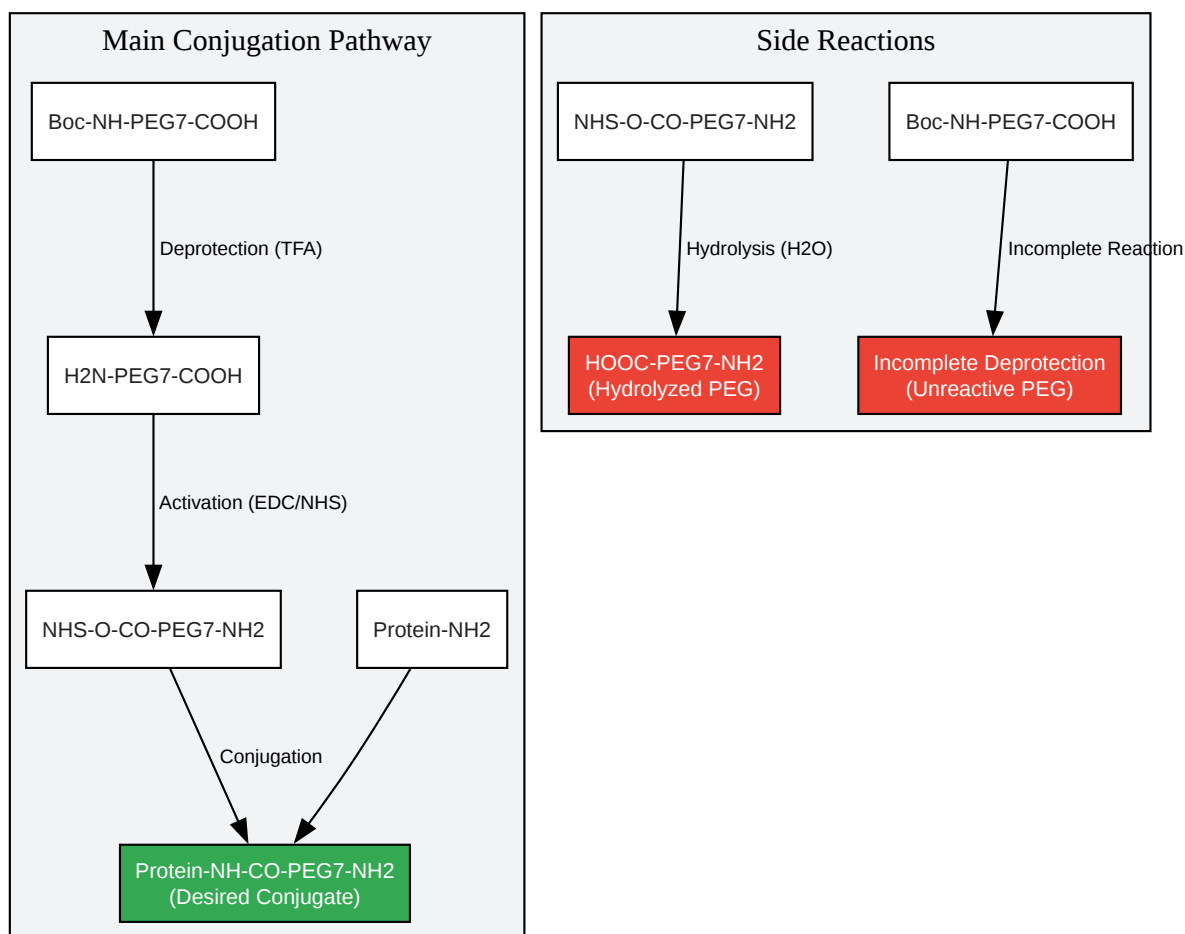 Main Conjugation Pathway
Boc-NH-PEG7-COOH
Deprotection (TFA)
H2N-PEG7-COOH
Activation (EDC/NHS)
NHS-O-CO-PEG7-NH2
Protein-NH2
Conjugation
Protein-NH-CO-PEG7-NH2
(Desired Conjugate)
Side Reactions
NHS-O-CO-PEG7-NH2
Boc-NH-PEG7-COOH
Hydrolysis (H2O)
Incomplete Reaction
HOOC-PEG7-NH2
(Hydrolyzed PEG)
Incomplete Deprotection
(Unreactive PEG)